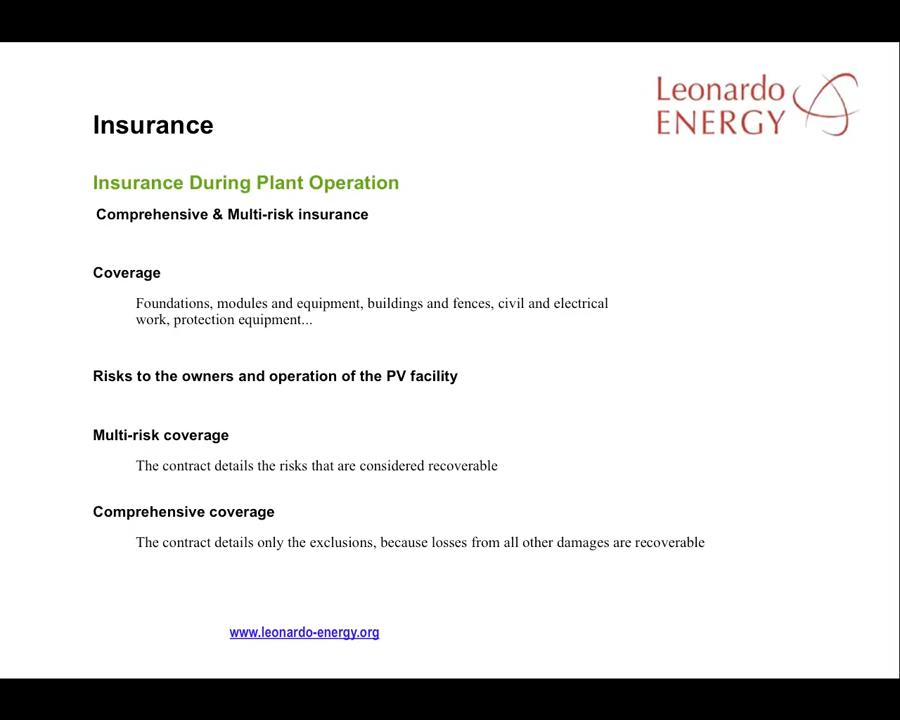 Leonardo
ENERGY
Insurance
Insurance During Plant Operation
Comprehensive & Multi-risk insurance
Coverage
Foundations, modules and equipment, buildings and fences, civil and electrical
work, protection equipment...
Risks to the owners and operation of the PV facility
Multi-risk coverage
The contract details the risks that are considered recoverable
Comprehensive coverage
The contract details only the exclusions, because losses from all other damages are recoverable
www.leonardo-energy.org